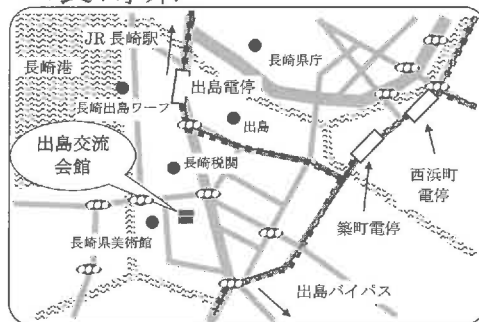 JR 長崎駅
長崎港
長崎県庁
出島電停
長崎出島ワーフ
出島
出島交流
会館
長崎税関
西浜町
電停
築町電停
長崎県美術館
出島バイパス